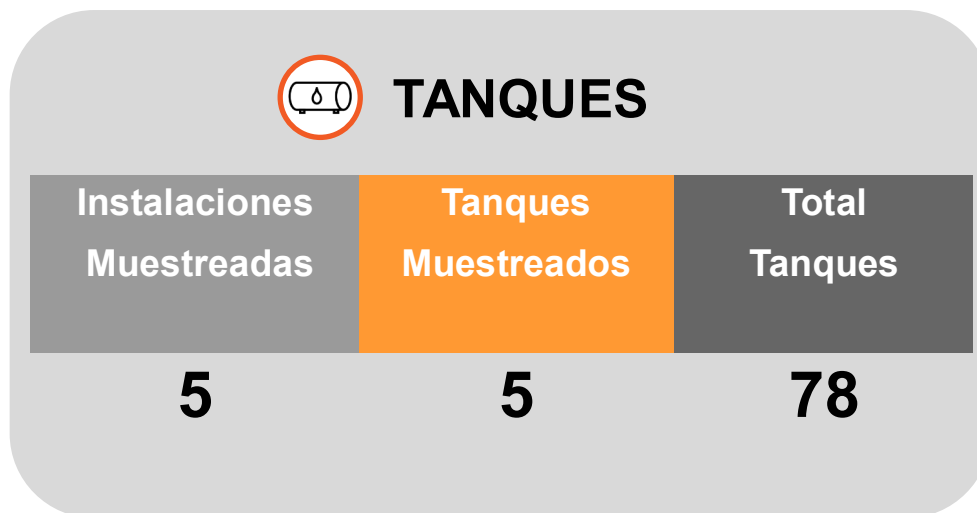 TANQUES
Instalaciones
Muestreadas
Tanques
Muestreados
Total
Tanques
5
5
78